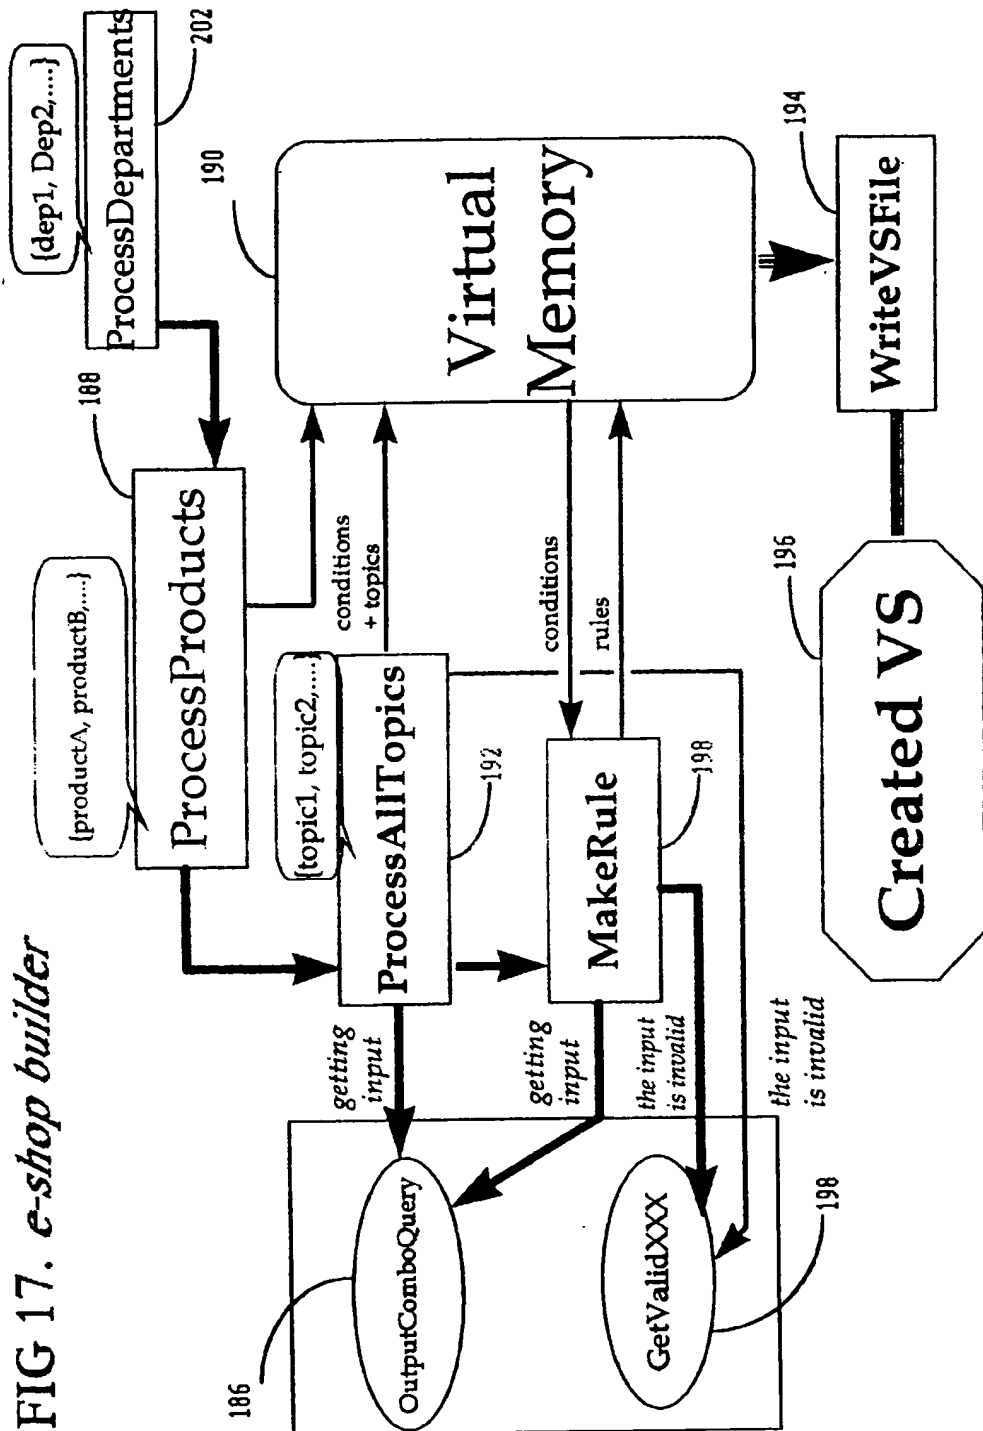 FIG 17. e-shop builder
{dep1, Dep2,....}
ProcessDepartments
202
{productA, productB,....}
188
ProcessProducts
190
Virtual
Memory
conditions
+ topics
{topic1, topic2,....}
ProcessAllTopics
192
getting
input
conditions
rules
MakeRule
198
getting
input
the input
is invalid
the input
is invalid
186
OutputComboQuery
GetValidXXX
198
194
WriteVSFile
196
Created VS